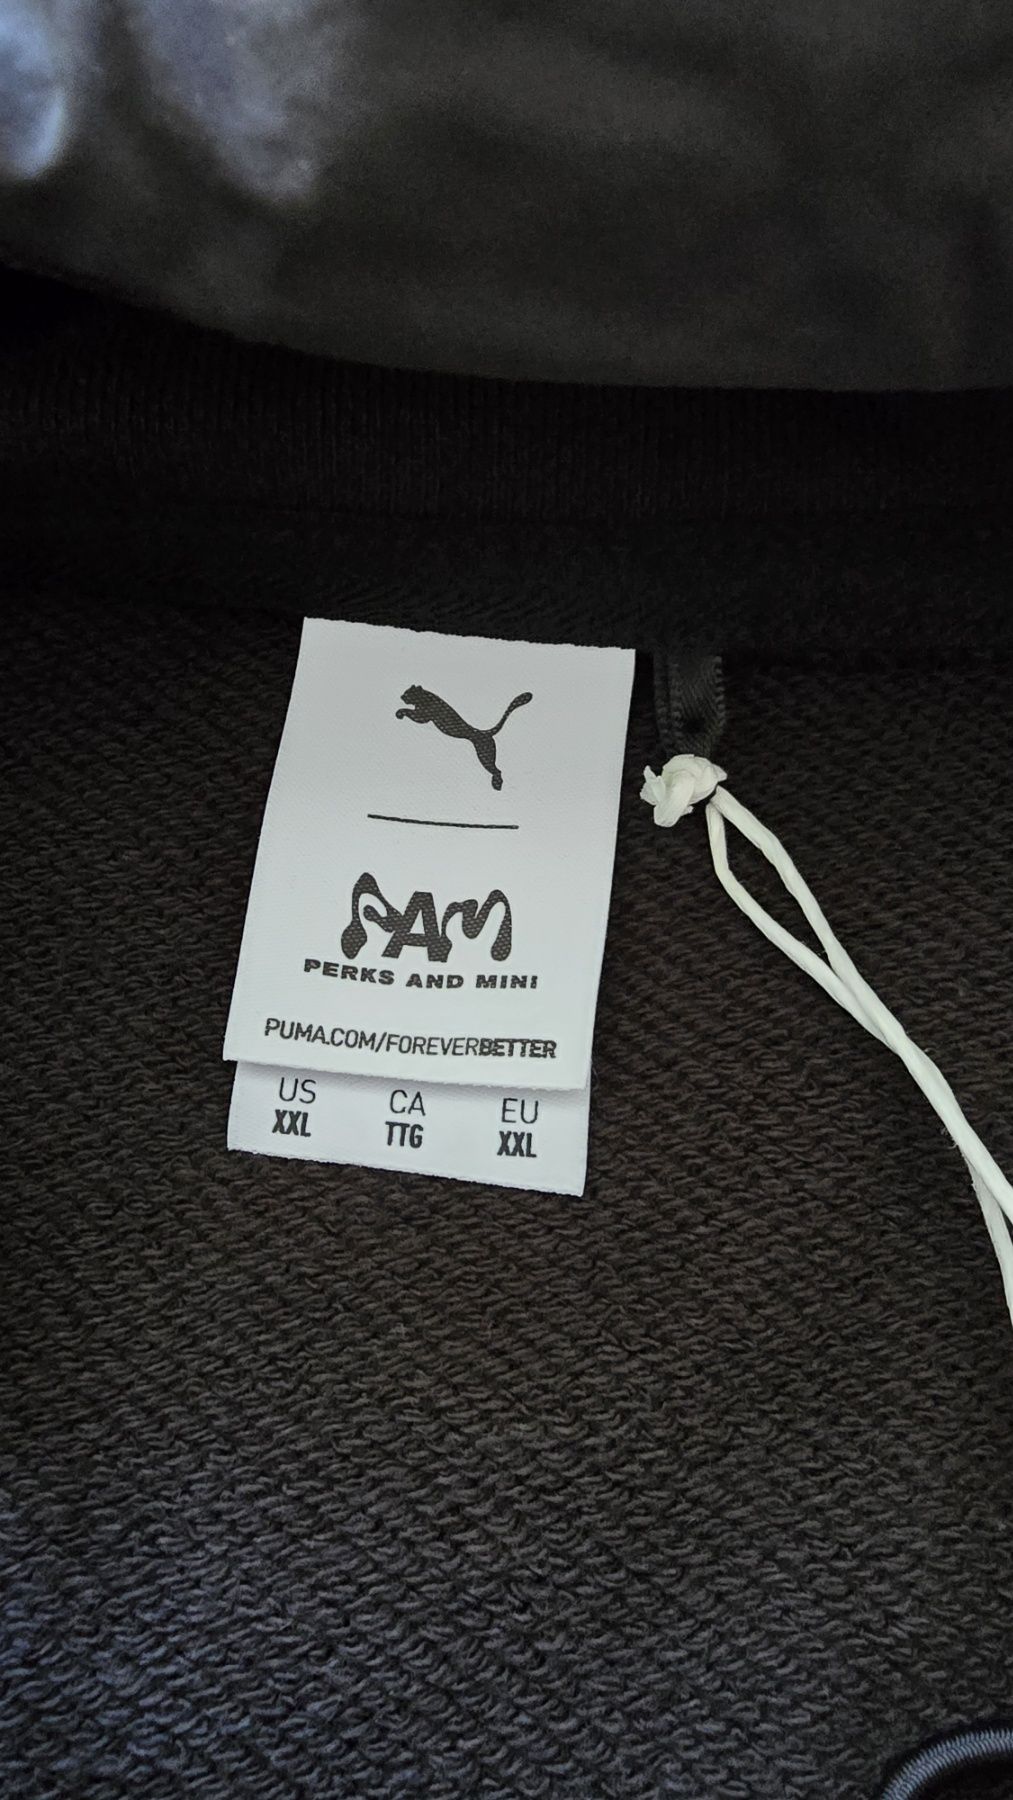 PAM
PERKS AND MINI
PUMA.COM/FOREVERBETTER
US CA EU
XXL TTG XXL